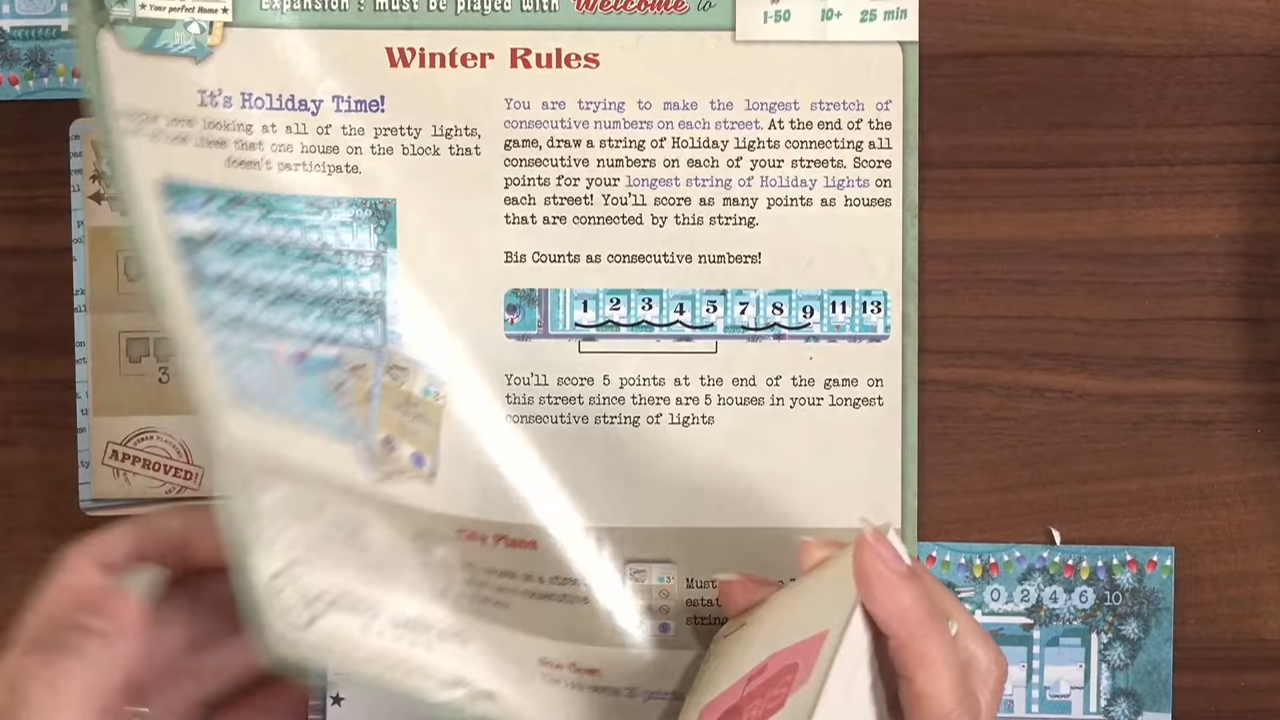 ★ Your perfect Home ★
Expansion : must be played with Welcome to
1-50 10+ 25 min
Winter Rules
It's Holiday Time!
looking at all of the pretty lights,
likes that one house on the block that
doesn't participate.
You are trying to make the longest stretch of
consecutive numbers on each street. At the end of the
game, draw a string of Holiday lights connecting all
consecutive numbers on each of your streets. Score
points for your longest string of Holiday lights on
each street! You'll score as many points as houses
that are connected by this string.
Bis Counts as consecutive numbers!
1 2 3 4 5 7 8 9 11 13
You'll score 5 points at the end of the game on
this street since there are 5 houses in your longest
consecutive string of lights
3
URBAN PLANNING
APPROVED!
City Plans
Must
estat
string
0 2 4 6 10